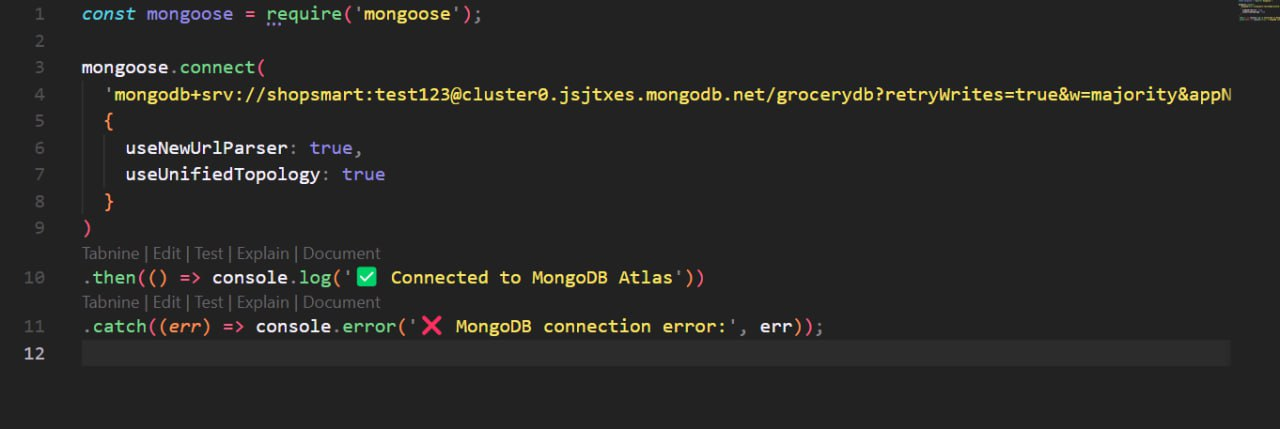 1 const mongoose = require('mongoose');
2
3 mongoose.connect(
4 'mongodb+srv://shopsmart:test123@cluster0.jsjtxes.mongodb.net/grocerydb?retryWrites=true&w=majority&appN
5 {
6 useNewUrlParser: true,
7 useUnifiedTopology: true
8 }
9 )
Tabnine | Edit | Test | Explain | Document
10 .then(() => console.log('✅ Connected to MongoDB Atlas'))
Tabnine | Edit | Test | Explain | Document
11 .catch((err) => console.error('❌ MongoDB connection error:', err));
12